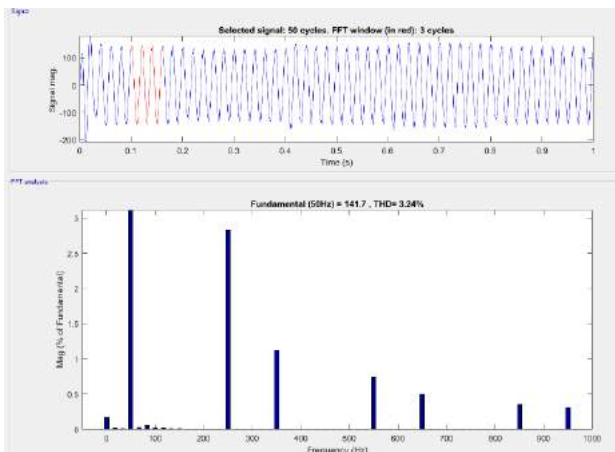 Signal
Selected signal: 50 cycles. FFT window (in red): 3 cycles
100
0
-100
-200
Signal mag.
0 0.1 0.2 0.3 0.4 0.5 0.6 0.7 0.8 0.9 1
Time (s)
FFT analysis
Fundamental (50Hz) = 141.7 , THD= 3.24%
3
2.5
2
1.5
1
0.5
0
Mag (% of Fundamental)
0 100 200 300 400 500 600 700 800 900 1000
Frequency (Hz)